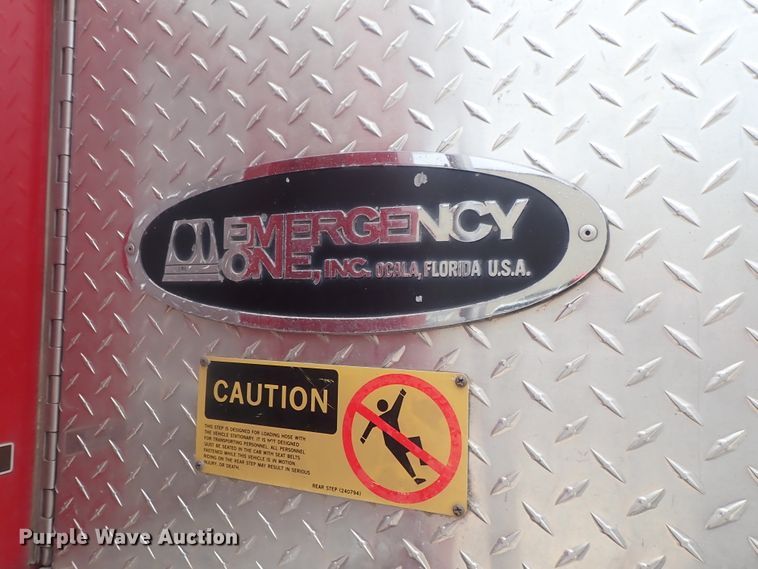 EMERGENCY
ONE, INC. OCALA, FLORIDA U.S.A.
CAUTION
THIS STEP IS DESIGNED FOR LOADING HOSE WITH
THE VEHICLE STATIONARY. IT IS NOT DESIGNED
FOR TRANSPORTING PERSONNEL. ALL PERSONNEL
MUST BE SEATED IN THE CAB WITH SEAT BELTS
FASTENED WHILE THIS VEHICLE IS IN MOTION.
RIDING ON THE REAR STEP MAY RESULT IN SERIOUS
INJURY, OR DEATH.
REAR STEP (240794)
Purple Wave Auction